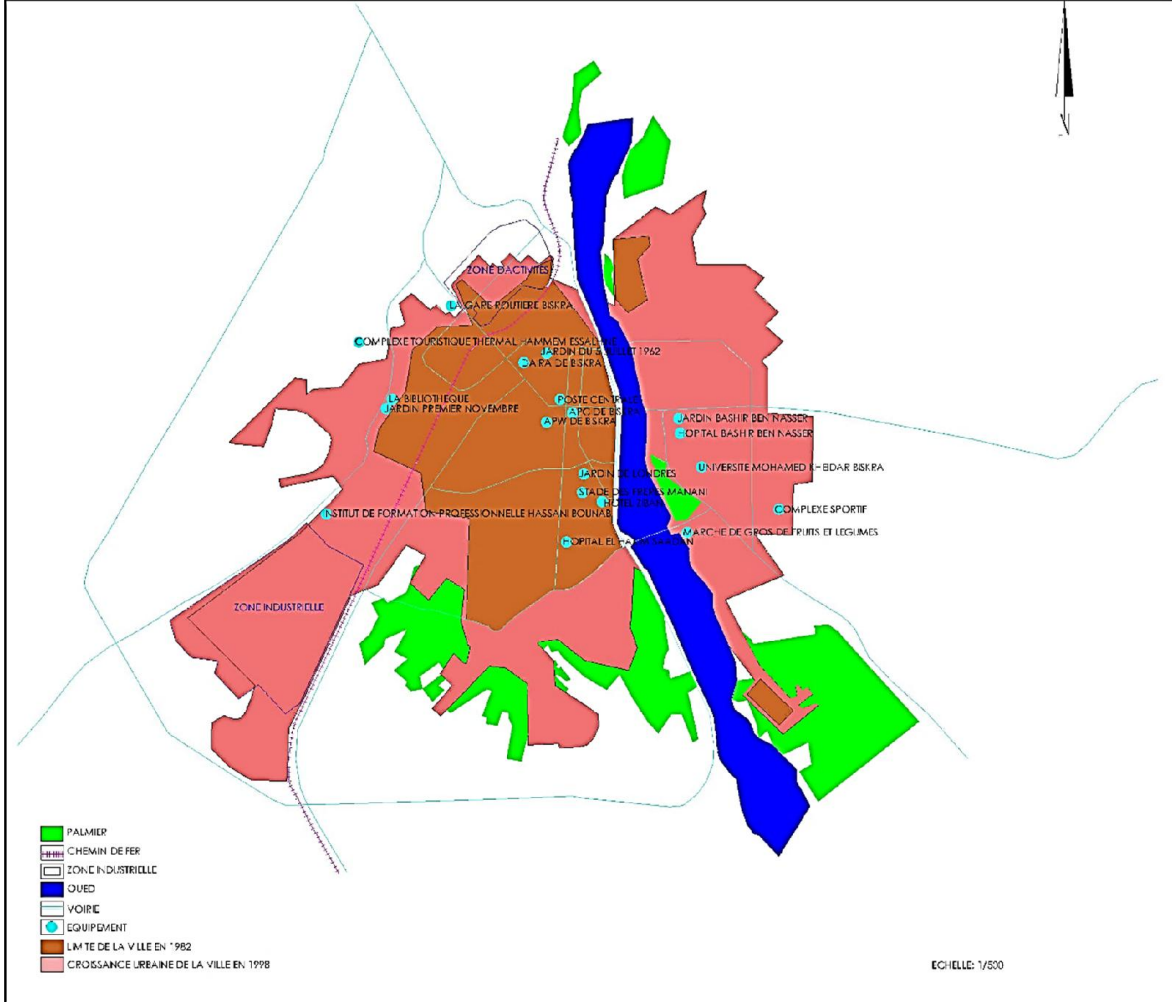 ZONE D'ACTIVITES
LA GARE ROUTIERE BISKRA
COMPLEXE TOURISTIQUE THERMAL HAMMEM
JARDIN DU 5 JUILLET 1962
DAIRA DE BISKRA
LA BIBLIOTHEQUE
JARDIN PREMIER NOVEMBRE
POSTE CENTRALE
APC DE BISKRA
APW DE BISKRA
JARDIN BASHIR BEN NASSER
HOPITAL BASHIR BEN NASSER
UNIVERSITE MOHAMED KHEIDAR BISKRA
JARDIN DE LONDRES
STADE DES FRERES MANANI
HOTEL
COMPLEXE SPORTIF
INSTITUT DE FORMATION PROFESSIONNELLE HASSANI BOUNAB
MARCHE DE GROS DE FRUITS ET LEGUMES
HOPITAL EL
ZONE INDUSTRIELLE
PALMIER
CHEMIN DE FER
ZONE INDUSTRIELLE
OUED
VOIRIE
EQUIPEMENT
LIMTE DE LA VILLE EN 1982
CROISSANCE URBAINE DE LA VILLE EN 1998
ECHELLE: 1/500